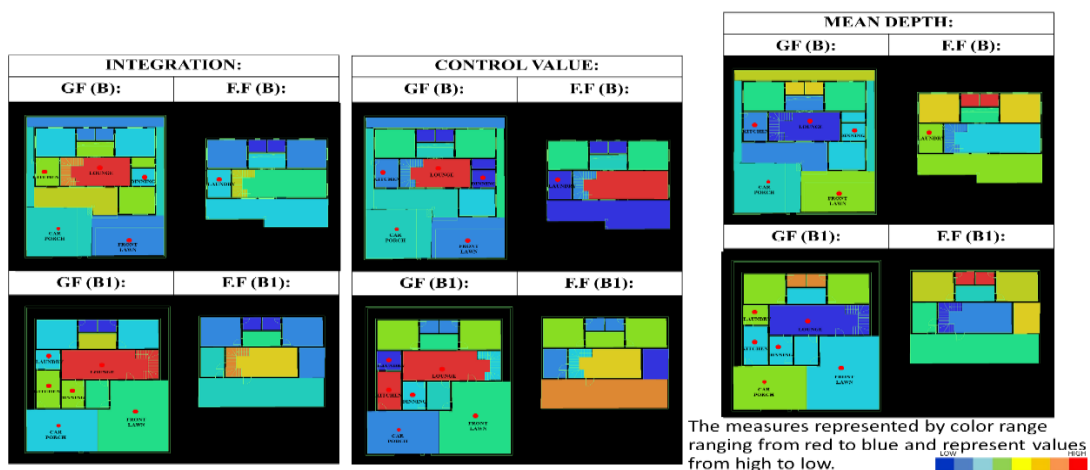 INTEGRATION:
GF (B): F.F (B):
KITCHEN LOUNGE DINNING
LAUNDRY
CAR PORCH
FRONT LAWN
GF (B1): F.F (B1):
LAUNDRY
LOUNGE
KITCHEN DINNING
FRONT LAWN
CAR PORCH
CONTROL VALUE:
GF (B): F.F (B):
KITCHEN LOUNGE DINNING
LAUNDRY
CAR PORCH
FRONT LAWN
GF (B1): F.F (B1):
LAUNDRY
LOUNGE
KITCHEN DINNING
FRONT LAWN
CAR PORCH
MEAN DEPTH:
GF (B): F.F (B):
KITCHEN LOUNGE DINNING
LAUNDRY
CAR PORCH
FRONT LAWN
GF (B1): F.F (B1):
LAUNDRY
LOUNGE
KITCHEN DINNING
FRONT LAWN
CAR PORCH
The measures represented by color range
ranging from red to blue and represent values
from high to low.
LOW HIGH